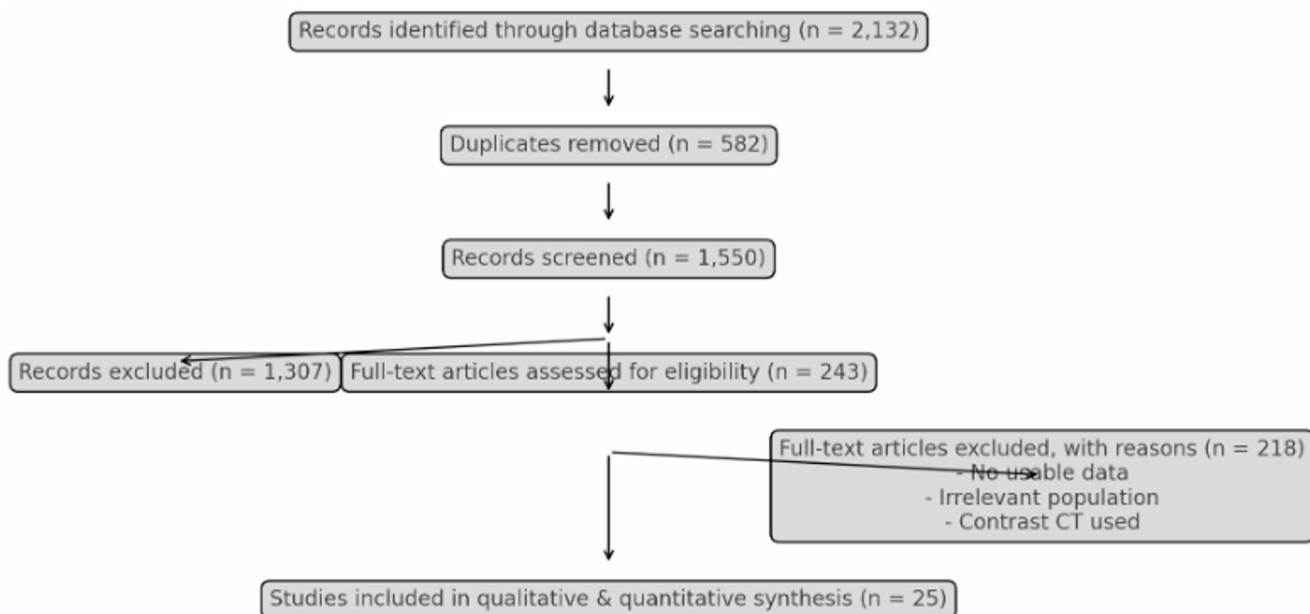 Records identified through database searching (n = 2,132)
Duplicates removed (n = 582)
Records screened (n = 1,550)
Records excluded (n = 1,307)
Full-text articles assessed for eligibility (n = 243)
Full-text articles excluded, with reasons (n = 218)
- No usable data
- Irrelevant population
- Contrast CT used
Studies included in qualitative & quantitative synthesis (n = 25)